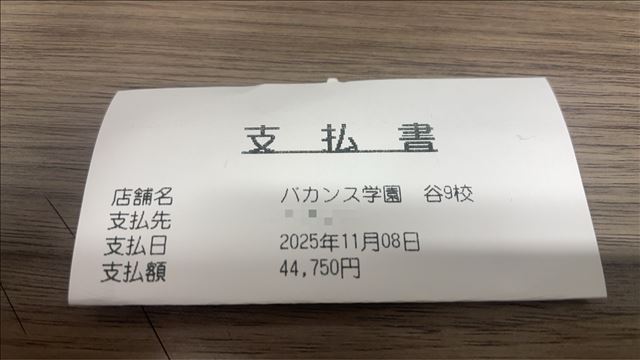 支払書
店舗名 バカンス学園 谷9校
支払先
支払日 2025年11月08日
支払額 44,750円